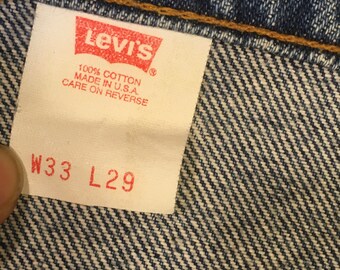 Levi's
100% COTTON
MADE IN U.S.A.
CARE ON REVERSE
®
W33 L29